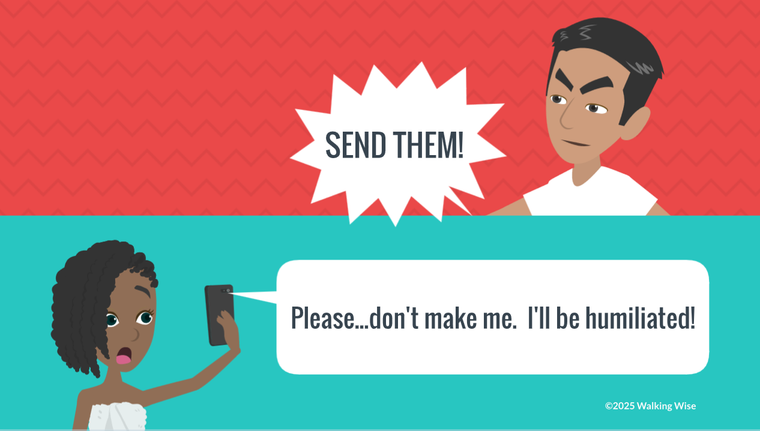 SEND THEM!
Please...don't make me.  I'll be humiliated!
©2025 Walking Wise